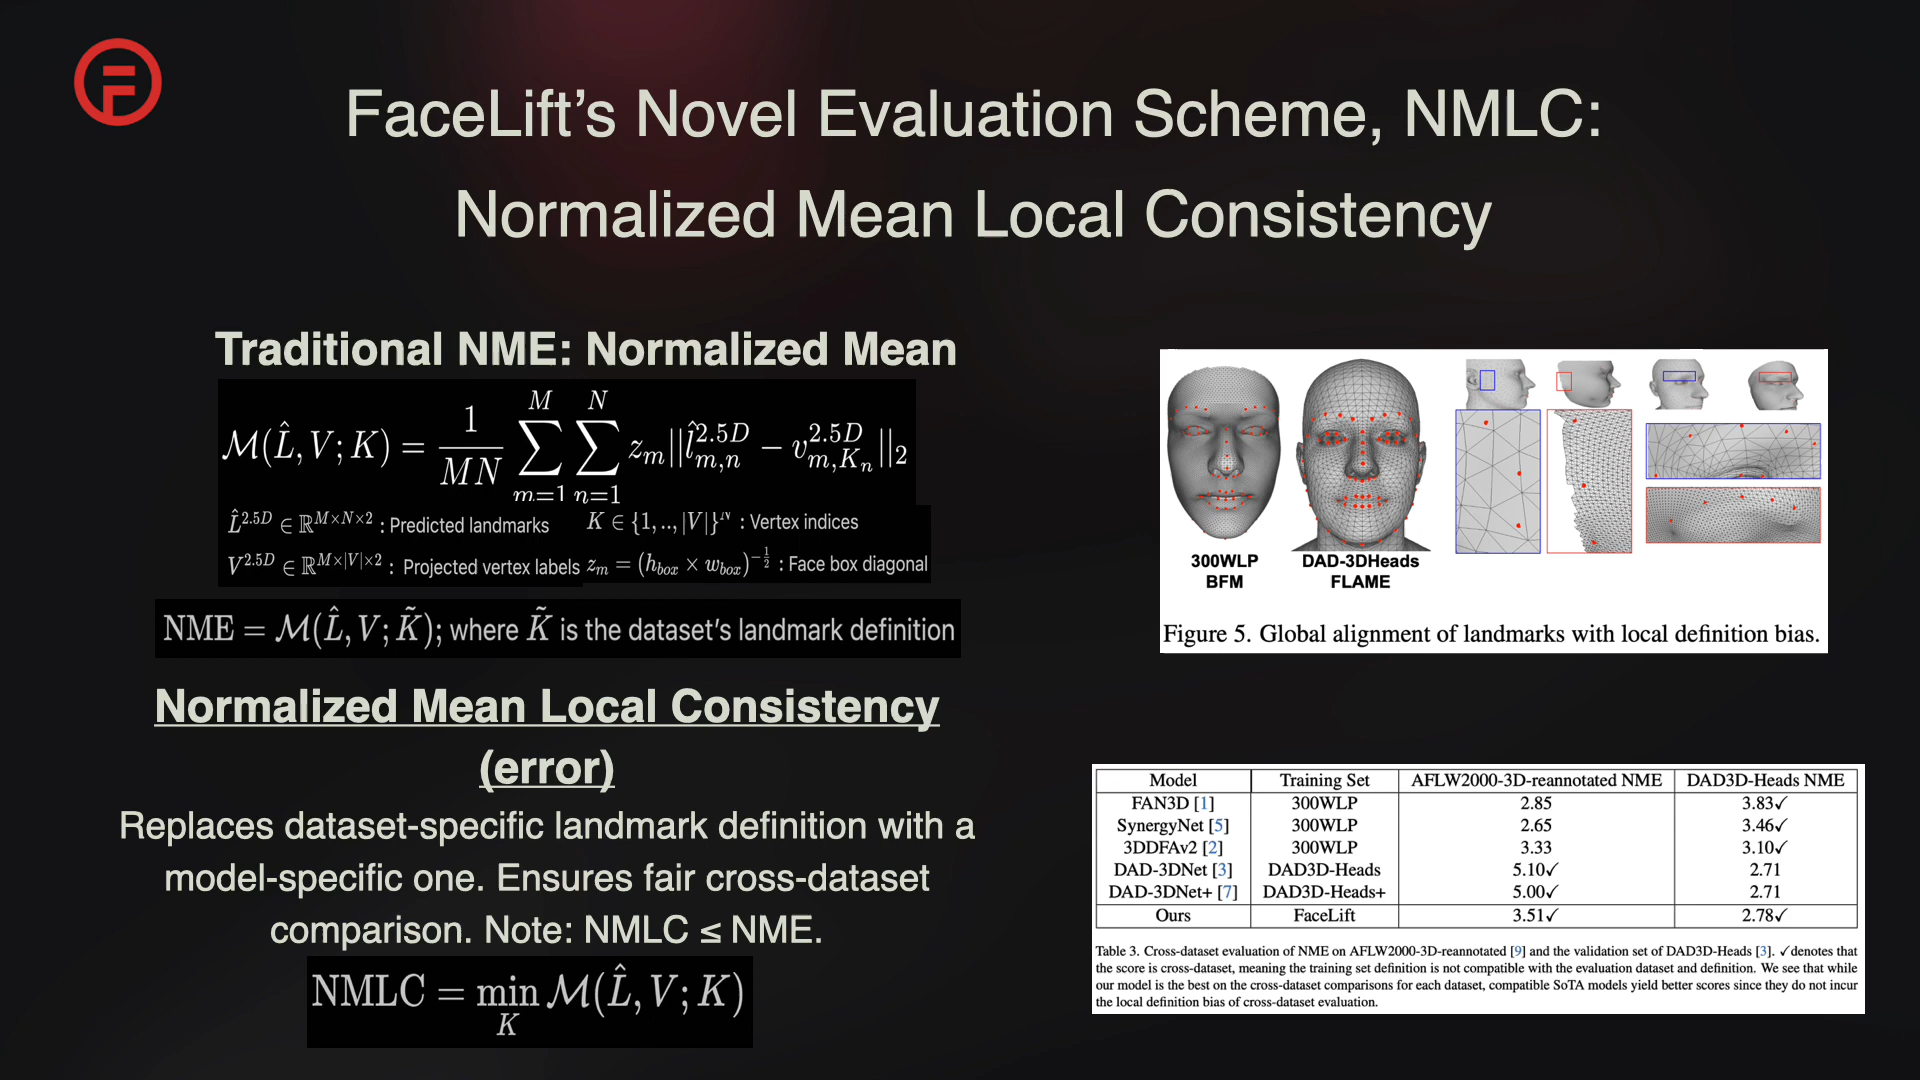 FaceLift’s Novel Evaluation Scheme, NMLC:
Normalized Mean Local Consistency
Traditional NME: Normalized Mean
ℳ(L̂, V; K) = 1/MN ∑_{m=1}^{M} ∑_{n=1}^{N} z_m||l̂_{m,n}^{2.5D} − v_{m,K_n}^{2.5D}||_2
L̂^{2.5D} ∈ ℝ^{M×N×2} : Predicted landmarks K ∈ {1, .., |V|}^N : Vertex indices
V^{2.5D} ∈ ℝ^{M×|V|×2} : Projected vertex labels z_m = (h_{box} × w_{box})^{−1/2} : Face box diagonal
NME = ℳ(L̂, V; K̃); where K̃ is the dataset’s landmark definition
Normalized Mean Local Consistency
(error)
Replaces dataset-specific landmark definition with a
model-specific one. Ensures fair cross-dataset
comparison. Note: NMLC ≤ NME.
NMLC = min_K ℳ(L̂, V; K)
300WLP DAD-3DHeads
BFM FLAME
Figure 5. Global alignment of landmarks with local definition bias.
Model Training Set AFLW2000-3D-reannotated NME DAD3D-Heads NME
FAN3D [1] 300WLP 2.85 3.83✓
SynergyNet [5] 300WLP 2.65 3.46✓
3DDFAv2 [2] 300WLP 3.33 3.10✓
DAD-3DNet [3] DAD3D-Heads 5.10✓ 2.71
DAD-3DNet+ [7] DAD3D-Heads+ 5.00✓ 2.71
Ours FaceLift 3.51✓ 2.78✓
Table 3. Cross-dataset evaluation of NME on AFLW2000-3D-reannotated [9] and the validation set of DAD3D-Heads [3]. ✓denotes that
the score is cross-dataset, meaning the training set definition is not compatible with the evaluation dataset and definition. We see that while
our model is the best on the cross-dataset comparisons for each dataset, compatible SoTA models yield better scores since they do not incur
the local definition bias of cross-dataset evaluation.